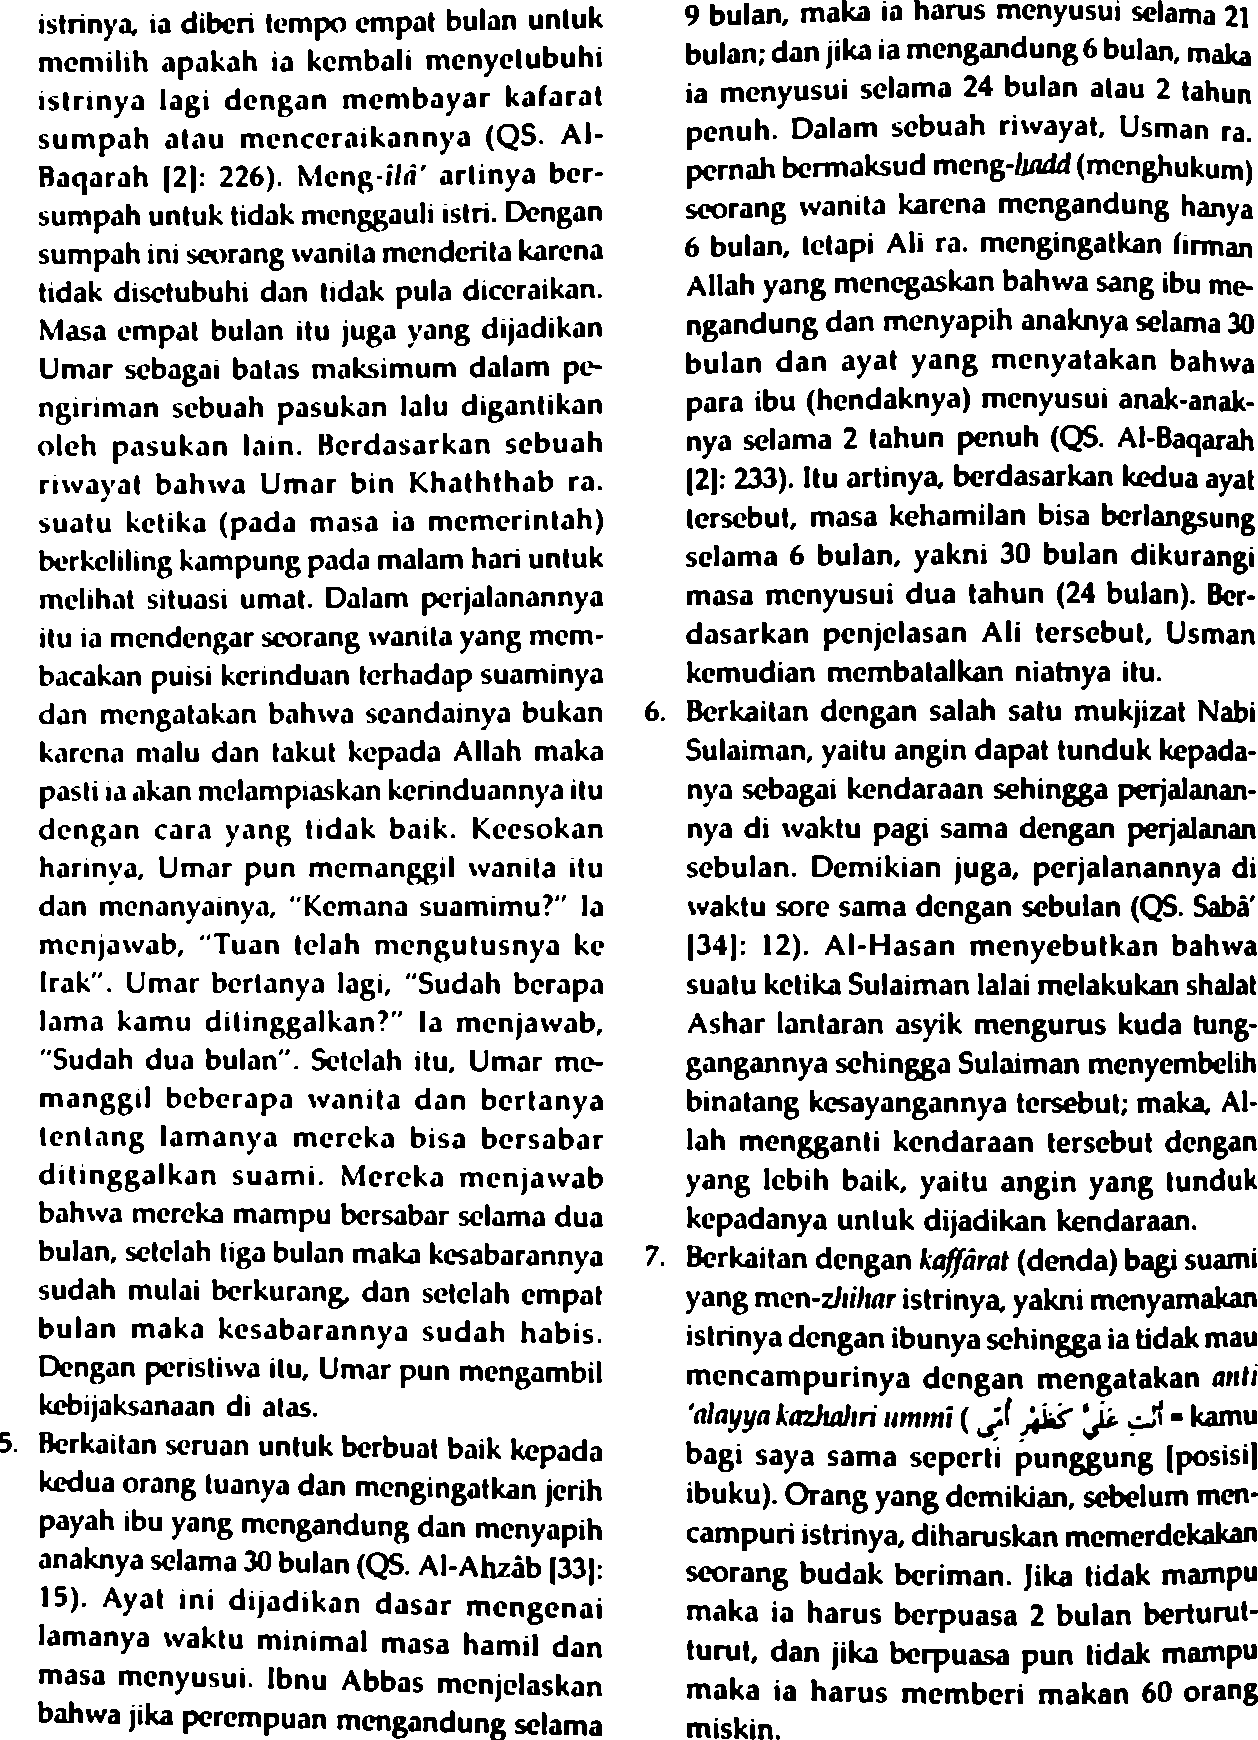 istrinya, ia diberi tempo empat bulan untuk
memilih apakah ia kembali menyetubuhi
istrinya lagi dengan membayar kafarat
sumpah atau menceraikannya (QS. Al-
Baqarah [2]: 226). Meng-îlâ' artinya ber-
sumpah untuk tidak menggauli istri. Dengan
sumpah ini seorang wanita menderita karena
tidak disetubuhi dan tidak pula diceraikan.
Masa empat bulan itu juga yang dijadikan
Umar sebagai batas maksimum dalam pe-
ngiriman sebuah pasukan lalu digantikan
oleh pasukan lain. Berdasarkan sebuah
riwayat bahwa Umar bin Khaththab ra.
suatu ketika (pada masa ia memerintah)
berkeliling kampung pada malam hari untuk
melihat situasi umat. Dalam perjalanannya
itu ia mendengar seorang wanita yang mem-
bacakan puisi kerinduan terhadap suaminya
dan mengatakan bahwa seandainya bukan
karena malu dan takut kepada Allah maka
pasti ia akan melampiaskan kerinduannya itu
dengan cara yang tidak baik. Keesokan
harinya, Umar pun memanggil wanita itu
dan menanyainya, "Kemana suamimu?" Ia
menjawab, "Tuan telah mengutusnya ke
Irak". Umar bertanya lagi, "Sudah berapa
lama kamu ditinggalkan?" Ia menjawab,
"Sudah dua bulan". Setelah itu, Umar me-
manggil beberapa wanita dan bertanya
tentang lamanya mereka bisa bersabar
ditinggalkan suami. Mereka menjawab
bahwa mereka mampu bersabar selama dua
bulan, setelah tiga bulan maka kesabarannya
sudah mulai berkurang, dan setelah empat
bulan maka kesabarannya sudah habis.
Dengan peristiwa itu, Umar pun mengambil
kebijaksanaan di atas.
5. Berkaitan seruan untuk berbuat baik kepada
kedua orang tuanya dan mengingatkan jerih
payah ibu yang mengandung dan menyapih
anaknya selama 30 bulan (QS. Al-Ahzâb [33]:
15). Ayat ini dijadikan dasar mengenai
lamanya waktu minimal masa hamil dan
masa menyusui. Ibnu Abbas menjelaskan
bahwa jika perempuan mengandung selama
9 bulan, maka ia harus menyusui selama 21
bulan; dan jika ia mengandung 6 bulan, maka
ia menyusui selama 24 bulan atau 2 tahun
penuh. Dalam sebuah riwayat, Usman ra.
pernah bermaksud meng-hadd (menghukum)
seorang wanita karena mengandung hanya
6 bulan, tetapi Ali ra. mengingatkan firman
Allah yang menegaskan bahwa sang ibu me-
ngandung dan menyapih anaknya selama 30
bulan dan ayat yang menyatakan bahwa
para ibu (hendaknya) menyusui anak-anak-
nya selama 2 tahun penuh (QS. Al-Baqarah
[2]: 233). Itu artinya, berdasarkan kedua ayat
tersebut, masa kehamilan bisa berlangsung
selama 6 bulan, yakni 30 bulan dikurangi
masa menyusui dua tahun (24 bulan). Ber-
dasarkan penjelasan Ali tersebut, Usman
kemudian membatalkan niatnya itu.
6. Berkaitan dengan salah satu mukjizat Nabi
Sulaiman, yaitu angin dapat tunduk kepada-
nya sebagai kendaraan sehingga perjalanan-
nya di waktu pagi sama dengan perjalanan
sebulan. Demikian juga, perjalanannya di
waktu sore sama dengan sebulan (QS. Sabâ'
[34]: 12). Al-Hasan menyebutkan bahwa
suatu ketika Sulaiman lalai melakukan shalat
Ashar lantaran asyik mengurus kuda tung-
gangannya sehingga Sulaiman menyembelih
binatang kesayangannya tersebut; maka, Al-
lah mengganti kendaraan tersebut dengan
yang lebih baik, yaitu angin yang tunduk
kepadanya untuk dijadikan kendaraan.
7. Berkaitan dengan kaffârat (denda) bagi suami
yang men-zhihar istrinya, yakni menyamakan
istrinya dengan ibunya sehingga ia tidak mau
mencampurinya dengan mengatakan anti
'alayya kazhahri ummî ( أَنْتِ عَلَيَّ كَظَهْرِ أُمِّي = kamu
bagi saya sama seperti punggung [posisi]
ibuku). Orang yang demikian, sebelum men-
campuri istrinya, diharuskan memerdekakan
seorang budak beriman. Jika tidak mampu
maka ia harus berpuasa 2 bulan berturut-
turut, dan jika berpuasa pun tidak mampu
maka ia harus memberi makan 60 orang
miskin.